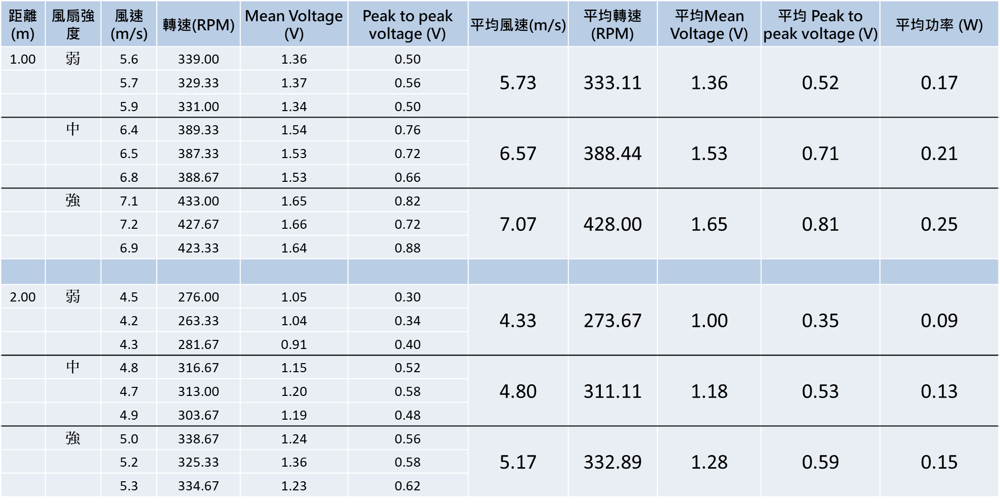 距離(m) 風扇強度 風速(m/s) 轉速(RPM) Mean Voltage (V) Peak to peak voltage (V) 平均風速(m/s) 平均轉速(RPM) 平均Mean Voltage (V) 平均 Peak to peak voltage (V) 平均功率 (W)
1.00 弱 5.6 339.00 1.36 0.50
5.7 329.33 1.37 0.56 5.73 333.11 1.36 0.52 0.17
5.9 331.00 1.34 0.50
中 6.4 389.33 1.54 0.76
6.5 387.33 1.53 0.72 6.57 388.44 1.53 0.71 0.21
6.8 388.67 1.53 0.66
強 7.1 433.00 1.65 0.82
7.2 427.67 1.66 0.72 7.07 428.00 1.65 0.81 0.25
6.9 423.33 1.64 0.88
2.00 弱 4.5 276.00 1.05 0.30
4.2 263.33 1.04 0.34 4.33 273.67 1.00 0.35 0.09
4.3 281.67 0.91 0.40
中 4.8 316.67 1.15 0.52
4.7 313.00 1.20 0.58 4.80 311.11 1.18 0.53 0.13
4.9 303.67 1.19 0.48
強 5.0 338.67 1.24 0.56
5.2 325.33 1.36 0.58 5.17 332.89 1.28 0.59 0.15
5.3 334.67 1.23 0.62